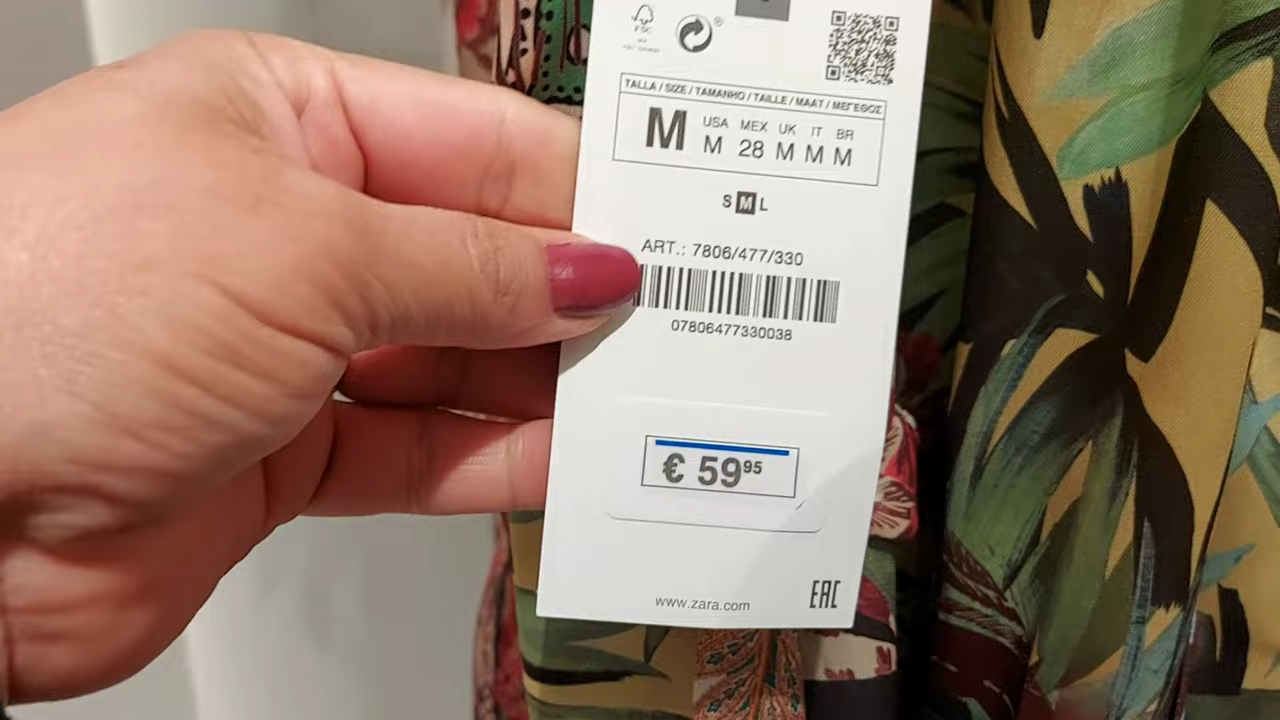 FSC
®
TALLA / SIZE / TAMANHO / TAILLE / MAAT / ΜΕΓΕΘΟΣ
M
USA MEX UK IT BR
M 28 M M M
S M L
ART.: 7806/477/330
07806477330038
€ 59 95
www.zara.com
EAC